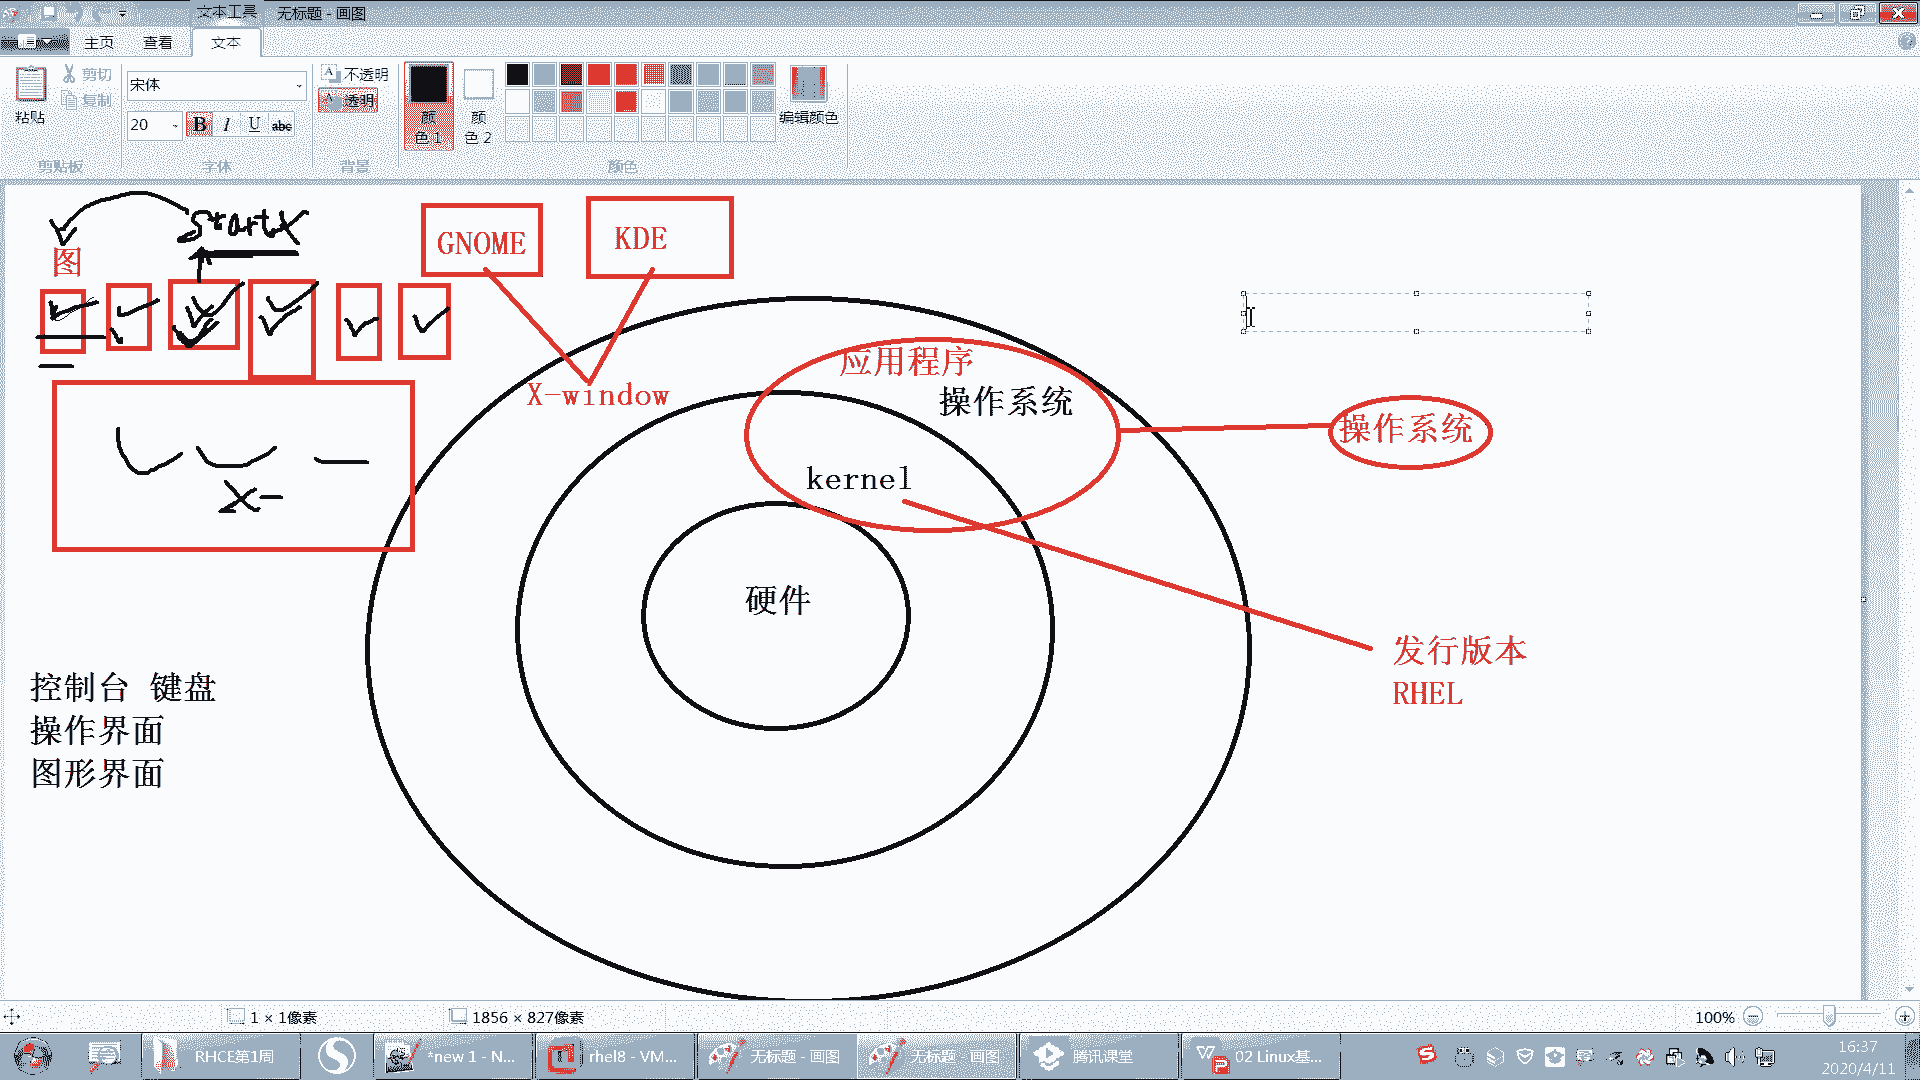 文本工具
无标题 - 画图
主页
查看
文本
粘贴
剪切
复制
剪贴板
宋体
20
B
I
U
abc
字体
不透明
透明
背景
颜
色 1
颜
色 2
编辑颜色
颜色
startX
图
GNOME
KDE
X-window
应用程序
操作系统
操作系统
kernel
硬件
X-
发行版本
RHEL
控制台 键盘
操作界面
图形界面
1 × 1像素
1856 × 827像素
100%
RHCE第1周
*new 1 - N...
rhel8 - VM...
无标题 - 画图
无标题 - 画图
腾讯课堂
02 Linux基...
16:37
2020/4/11